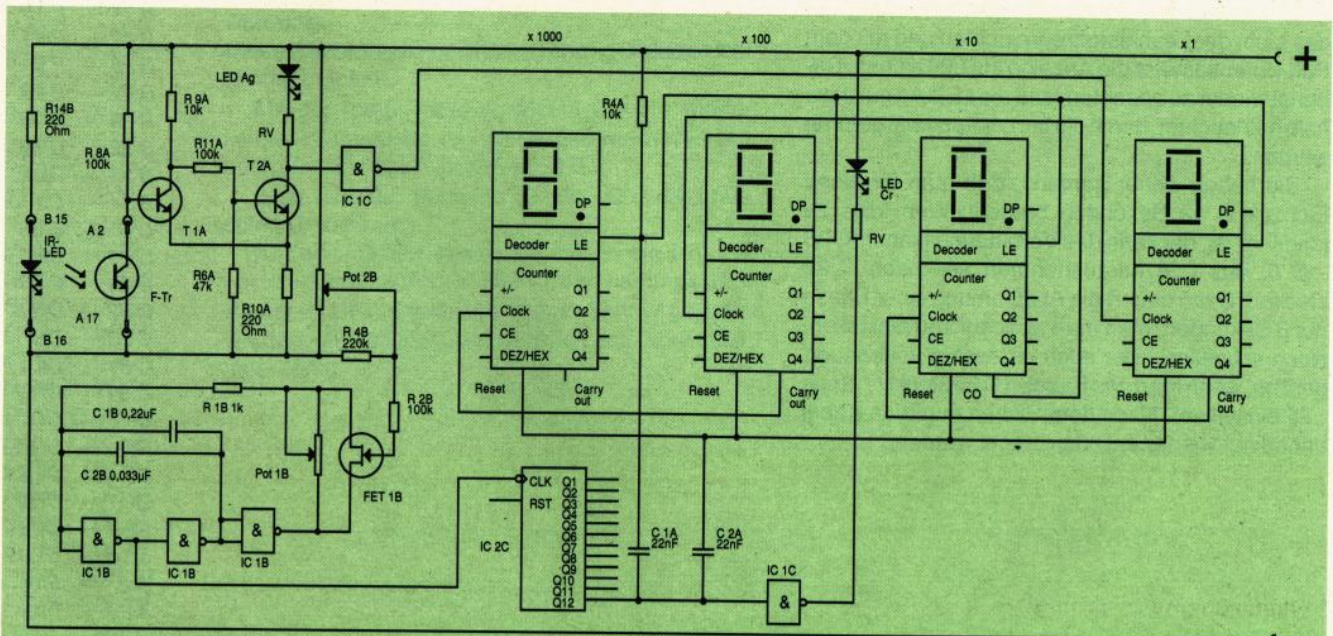 x 1000
x 100
x 10
x 1
+
LED Ag
R14B
220
Ohm
R 8A
100k
R 9A
10k
R11A
100k
RV
T 2A
&
IC 1C
T 1A
B 15
IR-
LED
B 16
A 2
A 17
F-Tr
R6A
47k
R10A
220
Ohm
Pot 2B
R 4B
220k
R 2B
100k
R4A
10k
LED
Cr
RV
DP
Decoder LE
Counter
+/- Q1
Clock Q2
CE Q3
DEZ/HEX Q4
Reset
Carry
out
DP
Decoder LE
Counter
+/- Q1
Clock Q2
CE Q3
DEZ/HEX Q4
Reset
Carry
out
DP
Decoder LE
Counter
+/- Q1
Clock Q2
CE Q3
DEZ/HEX Q4
Reset CO
DP
Decoder LE
Counter
+/- Q1
Clock Q2
CE Q3
DEZ/HEX Q4
Reset
Carry
out
R 1B 1k
C 1B 0,22uF
C 2B 0,033µF
Pot 1B
FET 1B
&
IC 1B
&
IC 1B
&
IC 1B
CLK
RST
IC 2C
Q1
Q2
Q3
Q4
Q5
Q6
Q7
Q8
Q9
Q10
Q11
Q12
C 1A
22nF
C 2A
22nF
IC 1C
&